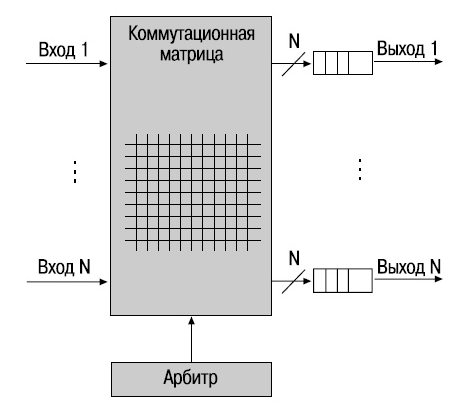 Коммутационная
матрица
Вход 1
N
Выход 1
Вход N
N
Выход N
Арбитр